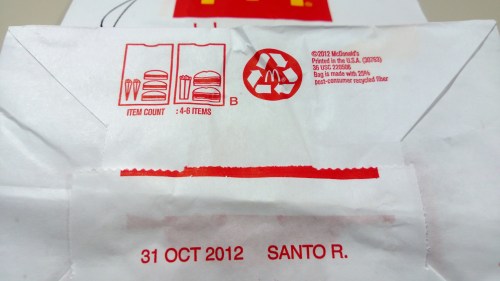 B
ITEM COUNT : 4-6 ITEMS
©2012 McDonald's
Printed in the U.S.A. (30763)
36 USC 220506
Bag is made with 20%
post-consumer recycled fiber
31 OCT 2012 SANTO R.